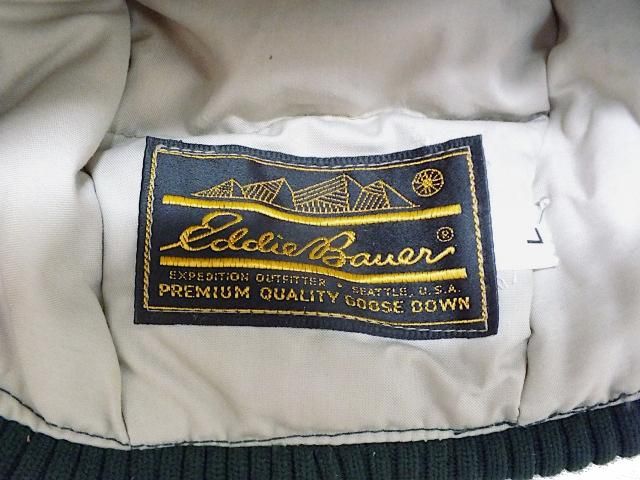 Eddie Bauer ®
EXPEDITION OUTFITTER · SEATTLE, U.S.A.
PREMIUM QUALITY GOOSE DOWN
L